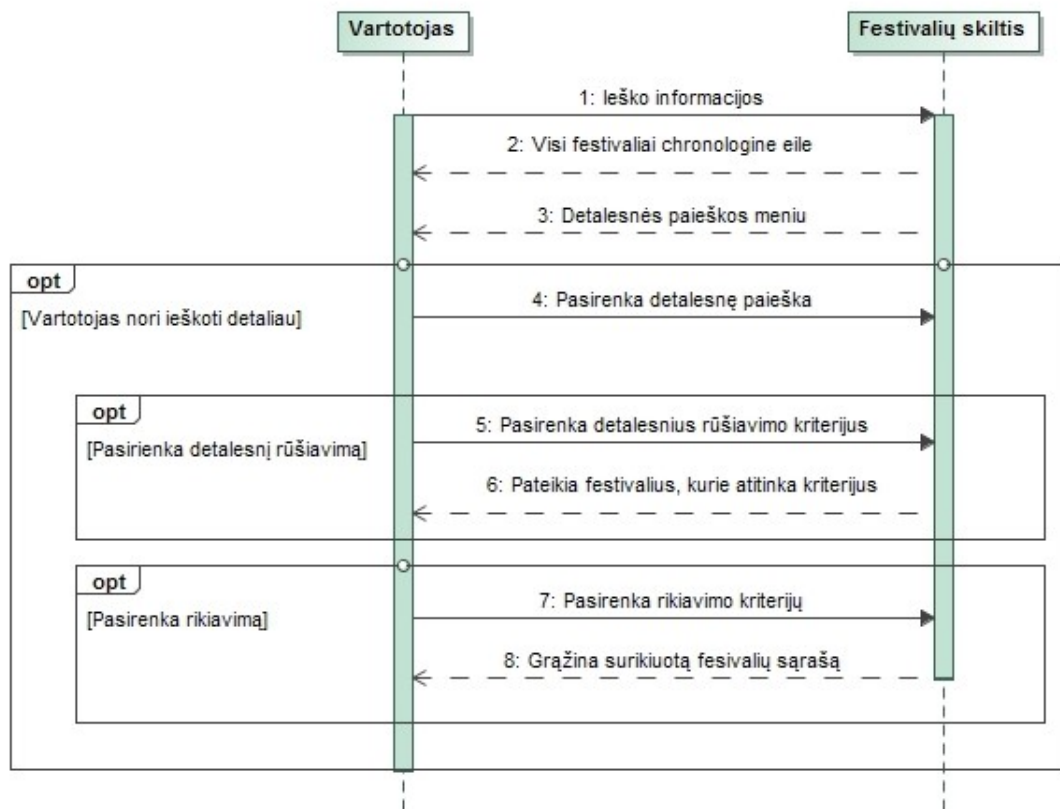 Vartotojas
Festivalių skiltis
1: Ieško informacijos
2: Visi festivaliai chronologine eile
3: Detalesnės paieškos meniu
opt
[Vartotojas nori ieškoti detaliau]
4: Pasirenka detalesnę paieška
opt
[Pasirienka detalesnį rūšiavimą]
5: Pasirenka detalesnius rūšiavimo kriterijus
6: Pateikia festivalius, kurie atitinka kriterijus
opt
[Pasirenka rikiavimą]
7: Pasirenka rikiavimo kriterijų
8: Grąžina surikiuotą fesivalių sąrašą